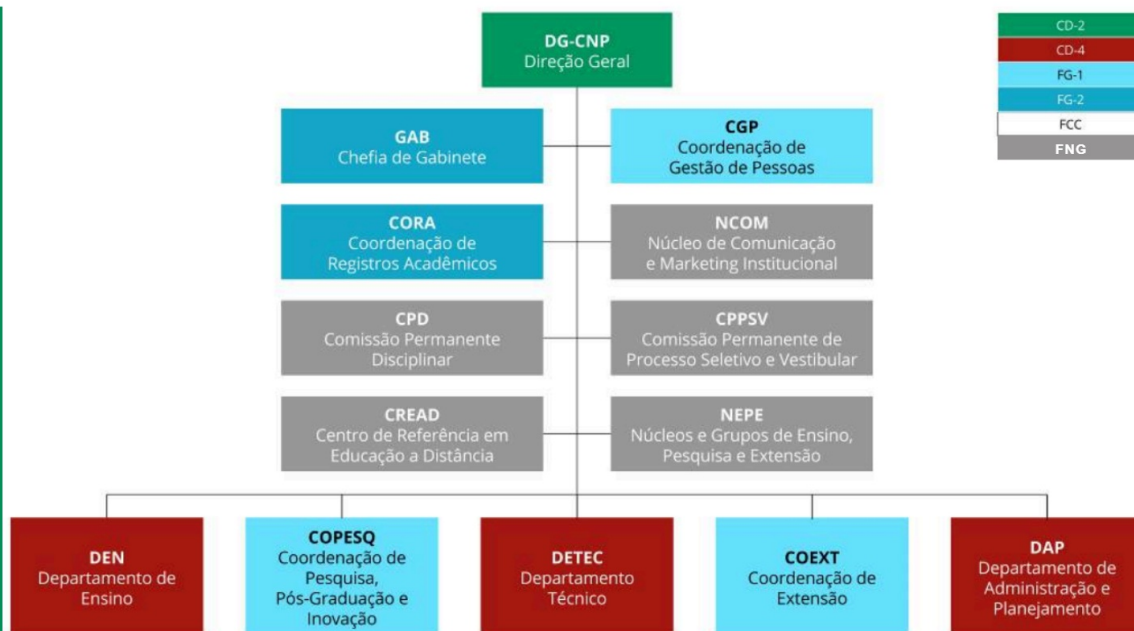 DG-CNP
Direção Geral
CD-2
CD-4
FG-1
FG-2
FCC
FNG
GAB
Chefia de Gabinete
CGP
Coordenação de
Gestão de Pessoas
CORA
Coordenação de
Registros Acadêmicos
NCOM
Núcleo de Comunicação
e Marketing Institucional
CPD
Comissão Permanente
Disciplinar
CPPSV
Comissão Permanente de
Processo Seletivo e Vestibular
CREAD
Centro de Referência em
Educação a Distância
NEPE
Núcleos e Grupos de Ensino,
Pesquisa e Extensão
DEN
Departamento de
Ensino
COPESQ
Coordenação de
Pesquisa,
Pós-Graduação e
Inovação
DETEC
Departamento
Técnico
COEXT
Coordenação de
Extensão
DAP
Departamento de
Administração e
Planejamento